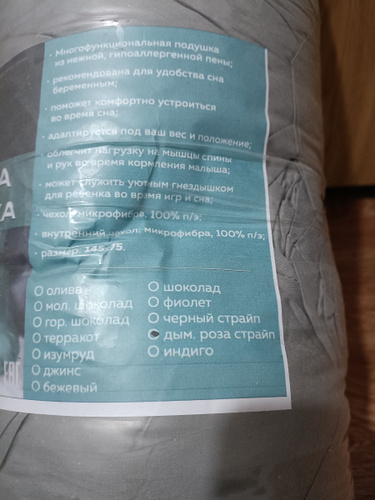 · Многофункциональная подушка
из нежной, гипоаллергенной пены;
· рекомендована для удобства сна
беременным;
· поможет комфортно устроиться
во время сна;
· адаптируется под ваш вес и положение;
· облегчит нагрузку на мышцы спины
и рук во время кормления малыша;
· может служить уютным гнездышком
для ребенка во время игр и сна;
· чехол: микрофибра, 100% п/э;
· внутренний чехол: микрофибра, 100% п/э;
· размер: 145х75.
олива
мол. шоколад
гор. шоколад
терракот
изумруд
джинс
бежевый
шоколад
фиолет
черный страйп
дым. роза страйп
индиго
EAC